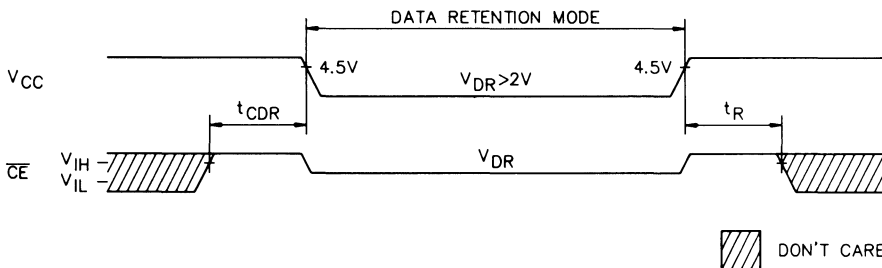 DATA RETENTION MODE
4.5V
4.5V
VCC
VDR>2V
tCDR
tR
CE
VIH
VIL
VDR
DON'T CARE